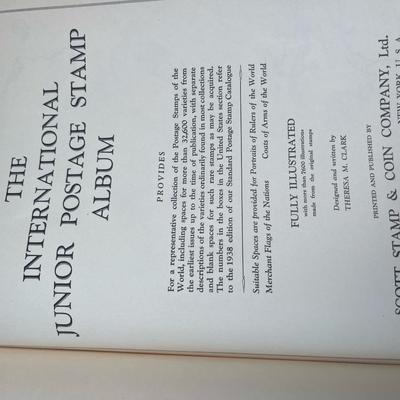 THE
INTERNATIONAL
JUNIOR POSTAGE STAMP
ALBUM
PROVIDES
For a representative collection of the Postage Stamps of the
World, including spaces for more than 32,600 varieties from
the earliest issues up to the time of publication, with separate
descriptions of the varieties ordinarily found in most collections
and blank spaces for such rare stamps as may be acquired.
The numbers in the boxes in the United States section refer
to the 1938 edition of our Standard Postage Stamp Catalogue
Suitable Spaces are provided for Portraits of Rulers of the World
Merchant Flags of the Nations Coats of Arms of the World
FULLY ILLUSTRATED
with more than 7600 illustrations
made from the original stamps
Designed and written by
THERESA M. CLARK
PRINTED AND PUBLISHED BY
SCOTT STAMP & COIN COMPANY, Ltd.
NEW YORK, U. S. A.